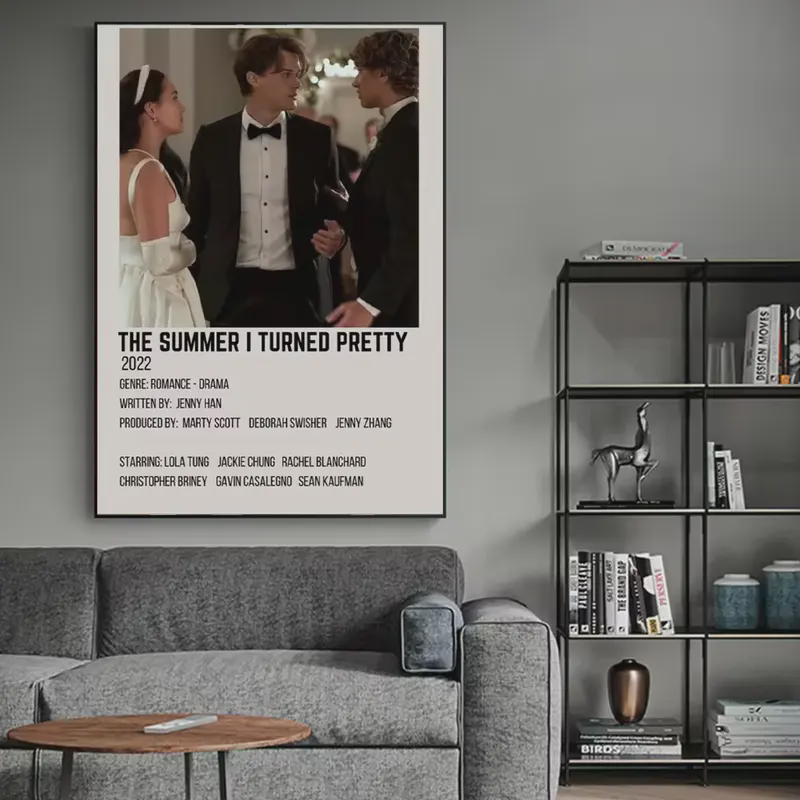 THE SUMMER I TURNED PRETTY
2022
GENRE: ROMANCE - DRAMA
WRITTEN BY: JENNY HAN
PRODUCED BY: MARTY SCOTT DEBORAH SWISHER JENNY ZHANG
STARRING: LOLA TUNG JACKIE CHUNG RACHEL BLANCHARD
CHRISTOPHER BRINEY GAVIN CASALEGNO SEAN KAUFMAN
DESIGN MOVES
THE BRAND GAP
BIRDS